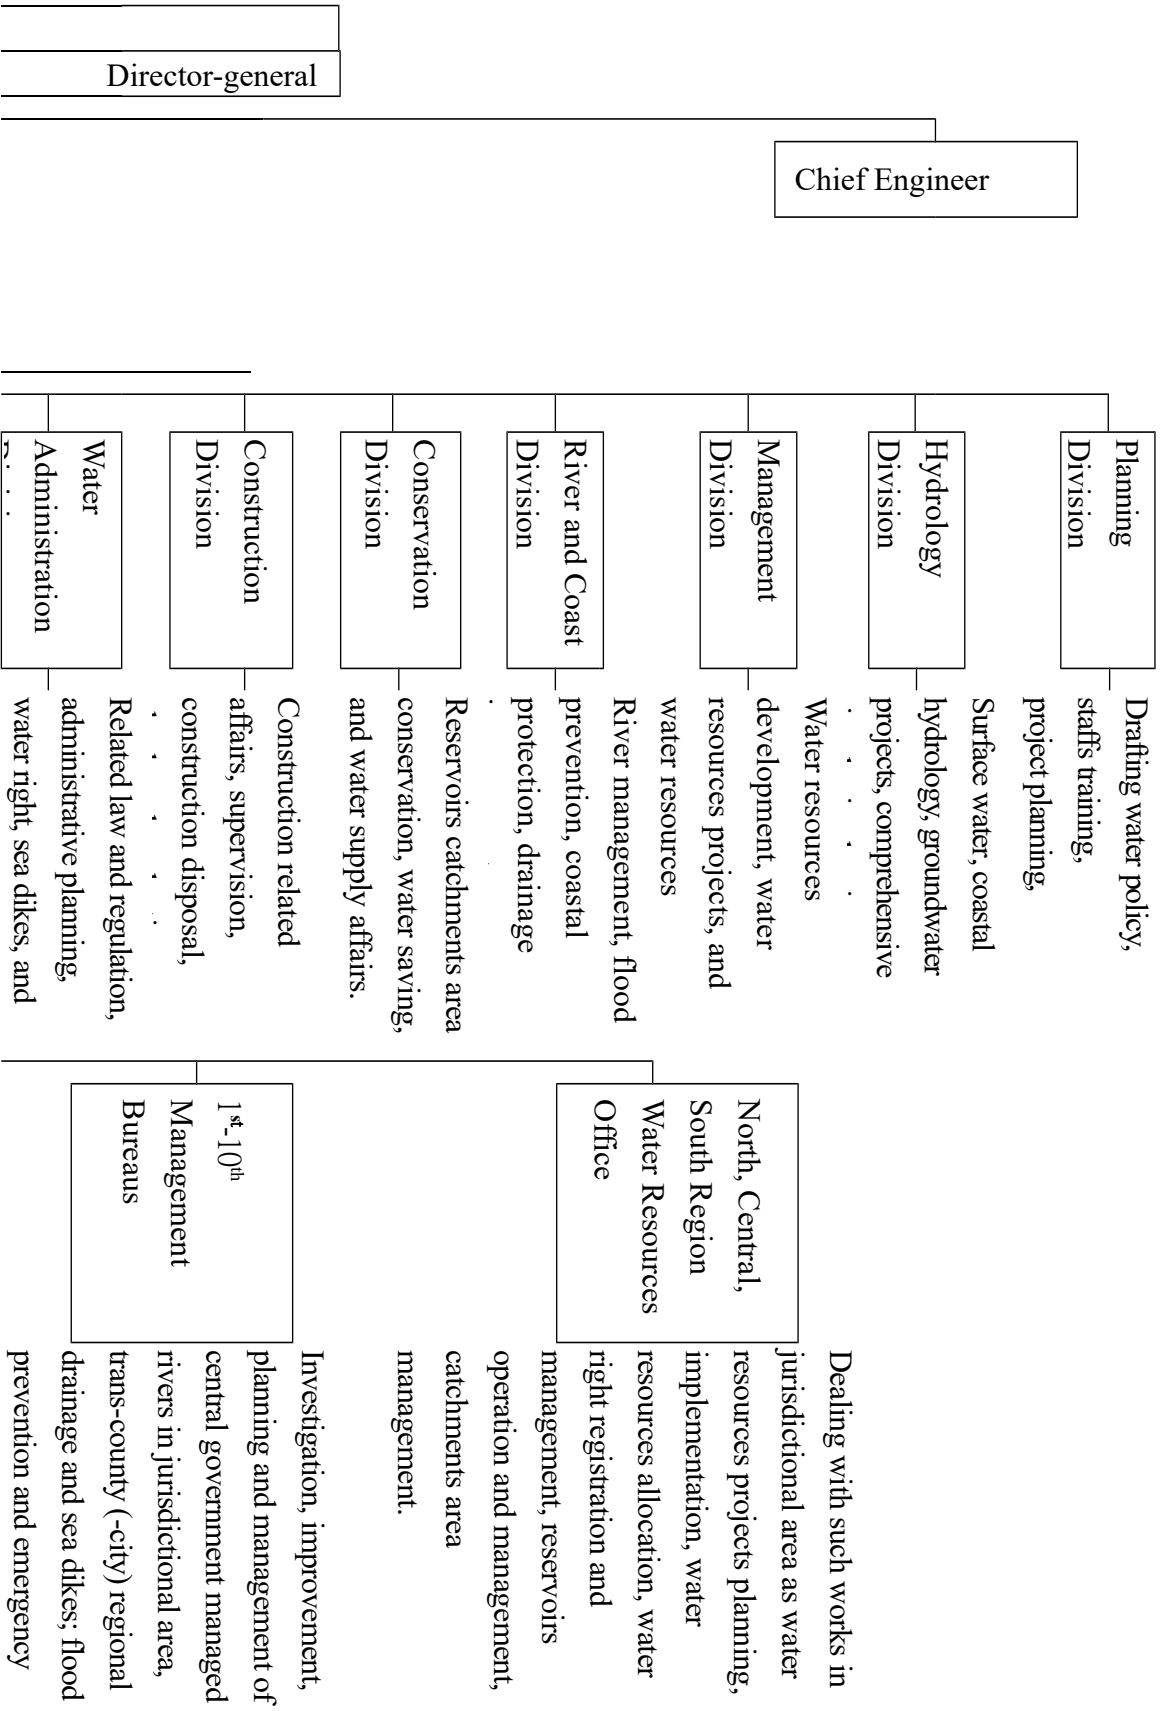 Director-general
Chief Engineer
Planning
Division
Drafting water policy,
staffs training,
project planning,
Hydrology
Division
Surface water, coastal
hydrology, groundwater
projects, comprehensive
Management
Division
Water resources
development, water
resources projects, and
water resources
River and Coast
Division
River management, flood
prevention, coastal
protection, drainage
Conservation
Division
Reservoirs catchments area
conservation, water saving,
and water supply affairs.
Construction
Division
Construction related
affairs, supervision,
construction disposal,
Water
Administration
Related law and regulation,
administrative planning,
water right, sea dikes, and
North, Central,
South Region
Water Resources
Office
Dealing with such works in
jurisdictional area as water
resources projects planning,
implementation, water
resources allocation, water
right registration and
management, reservoirs
operation and management,
catchments area
management.
1st-10th
Management
Bureaus
Investigation, improvement,
planning and management of
central government managed
rivers in jurisdictional area,
trans-county (-city) regional
drainage and sea dikes; flood
prevention and emergency